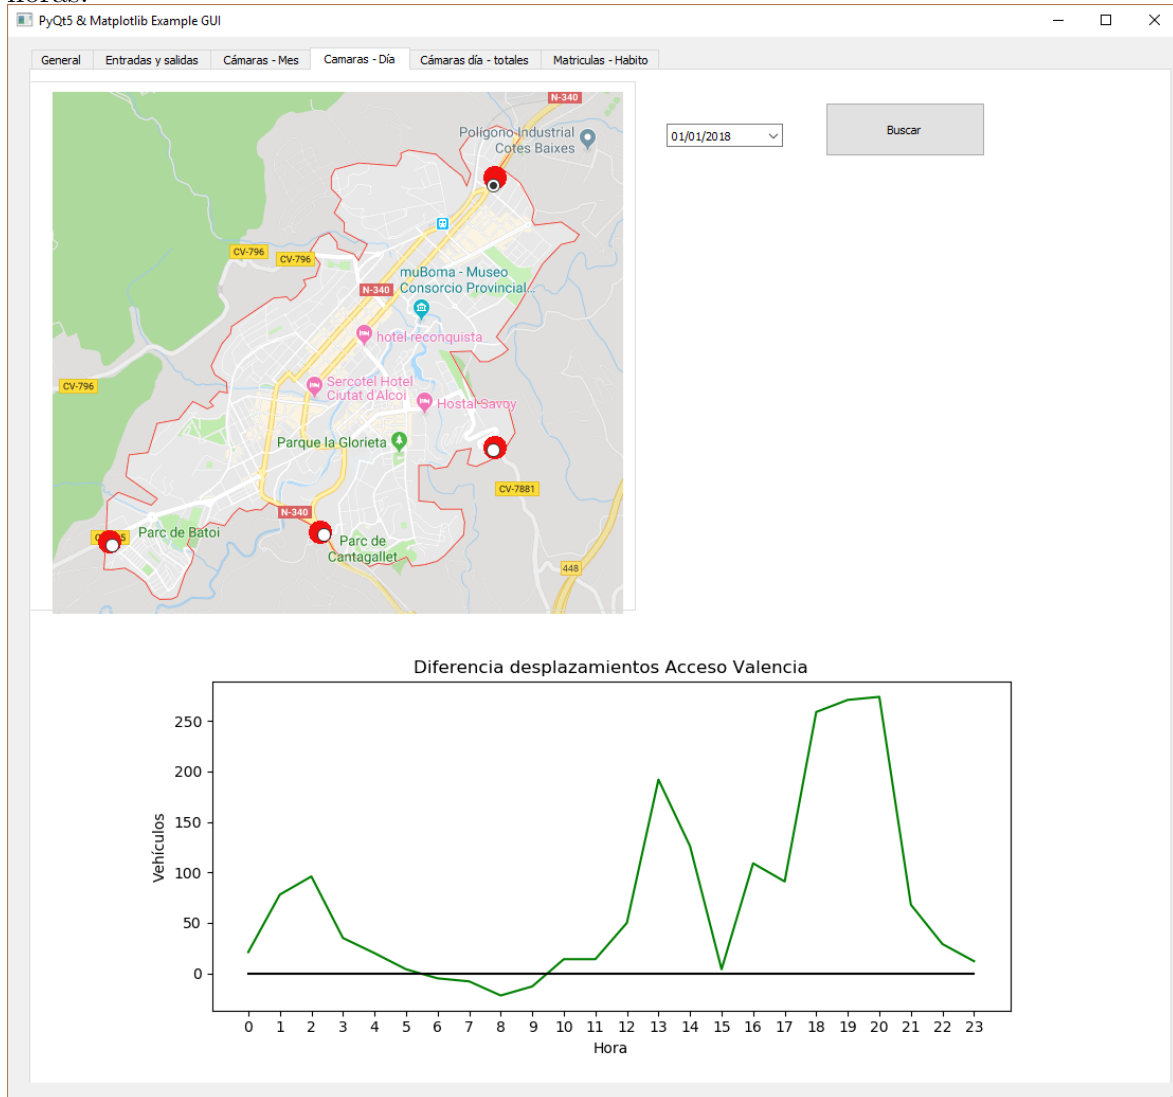 horas.
PyQt5 & Matplotlib Example GUI
General Entradas y salidas Cámaras - Mes Camaras - Día Cámaras día - totales Matriculas - Habito
01/01/2018
Buscar
N-340
Polígono Industrial
Cotes Baixes
CV-796
CV-796
muBoma - Museo
Consorcio Provincial...
N-340
hotel reconquista
CV-796
Sercotel Hotel
Ciutat d'Alcoi
Hostal Savoy
Parque la Glorieta
CV-7881
N-340
Parc de Batoi
Parc de
Cantagallet
448
Diferencia desplazamientos Acceso Valencia
Vehículos
250
200
150
100
50
0
0 1 2 3 4 5 6 7 8 9 10 11 12 13 14 15 16 17 18 19 20 21 22 23
Hora